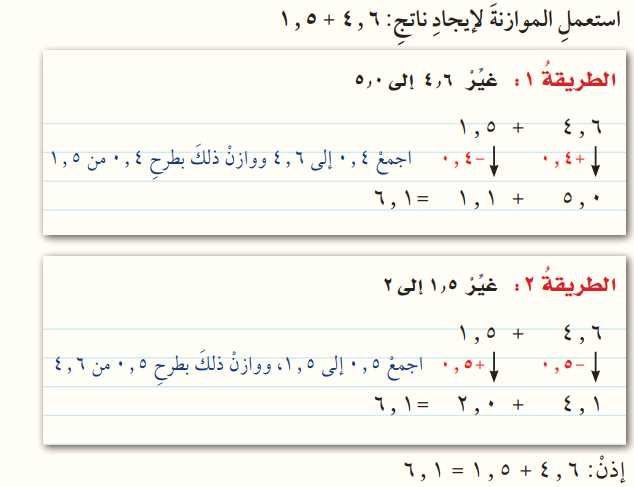 استعملِ الموازنةَ لإيجادِ ناتجِ: ٤,٦ + ١,٥
الطريقةُ ١: غيِّرْ ٤,٦ إلى ٥,٠
٤,٦ + ١,٥
+٠,٤ −٠,٤ اجمعْ ٠,٤ إلى ٤,٦ ووازنْ ذلكَ بطرحِ ٠,٤ من ١,٥
٥,٠ + ١,١ = ٦,١
الطريقةُ ٢: غيِّرْ ١,٥ إلى ٢
٤,٦ + ١,٥
−٠,٥ +٠,٥ اجمعْ ٠,٥ إلى ١,٥، ووازنْ ذلكَ بطرحِ ٠,٥ من ٤,٦
٤,١ + ٢,٠ = ٦,١
إذنْ: ٤,٦ + ١,٥ = ٦,١